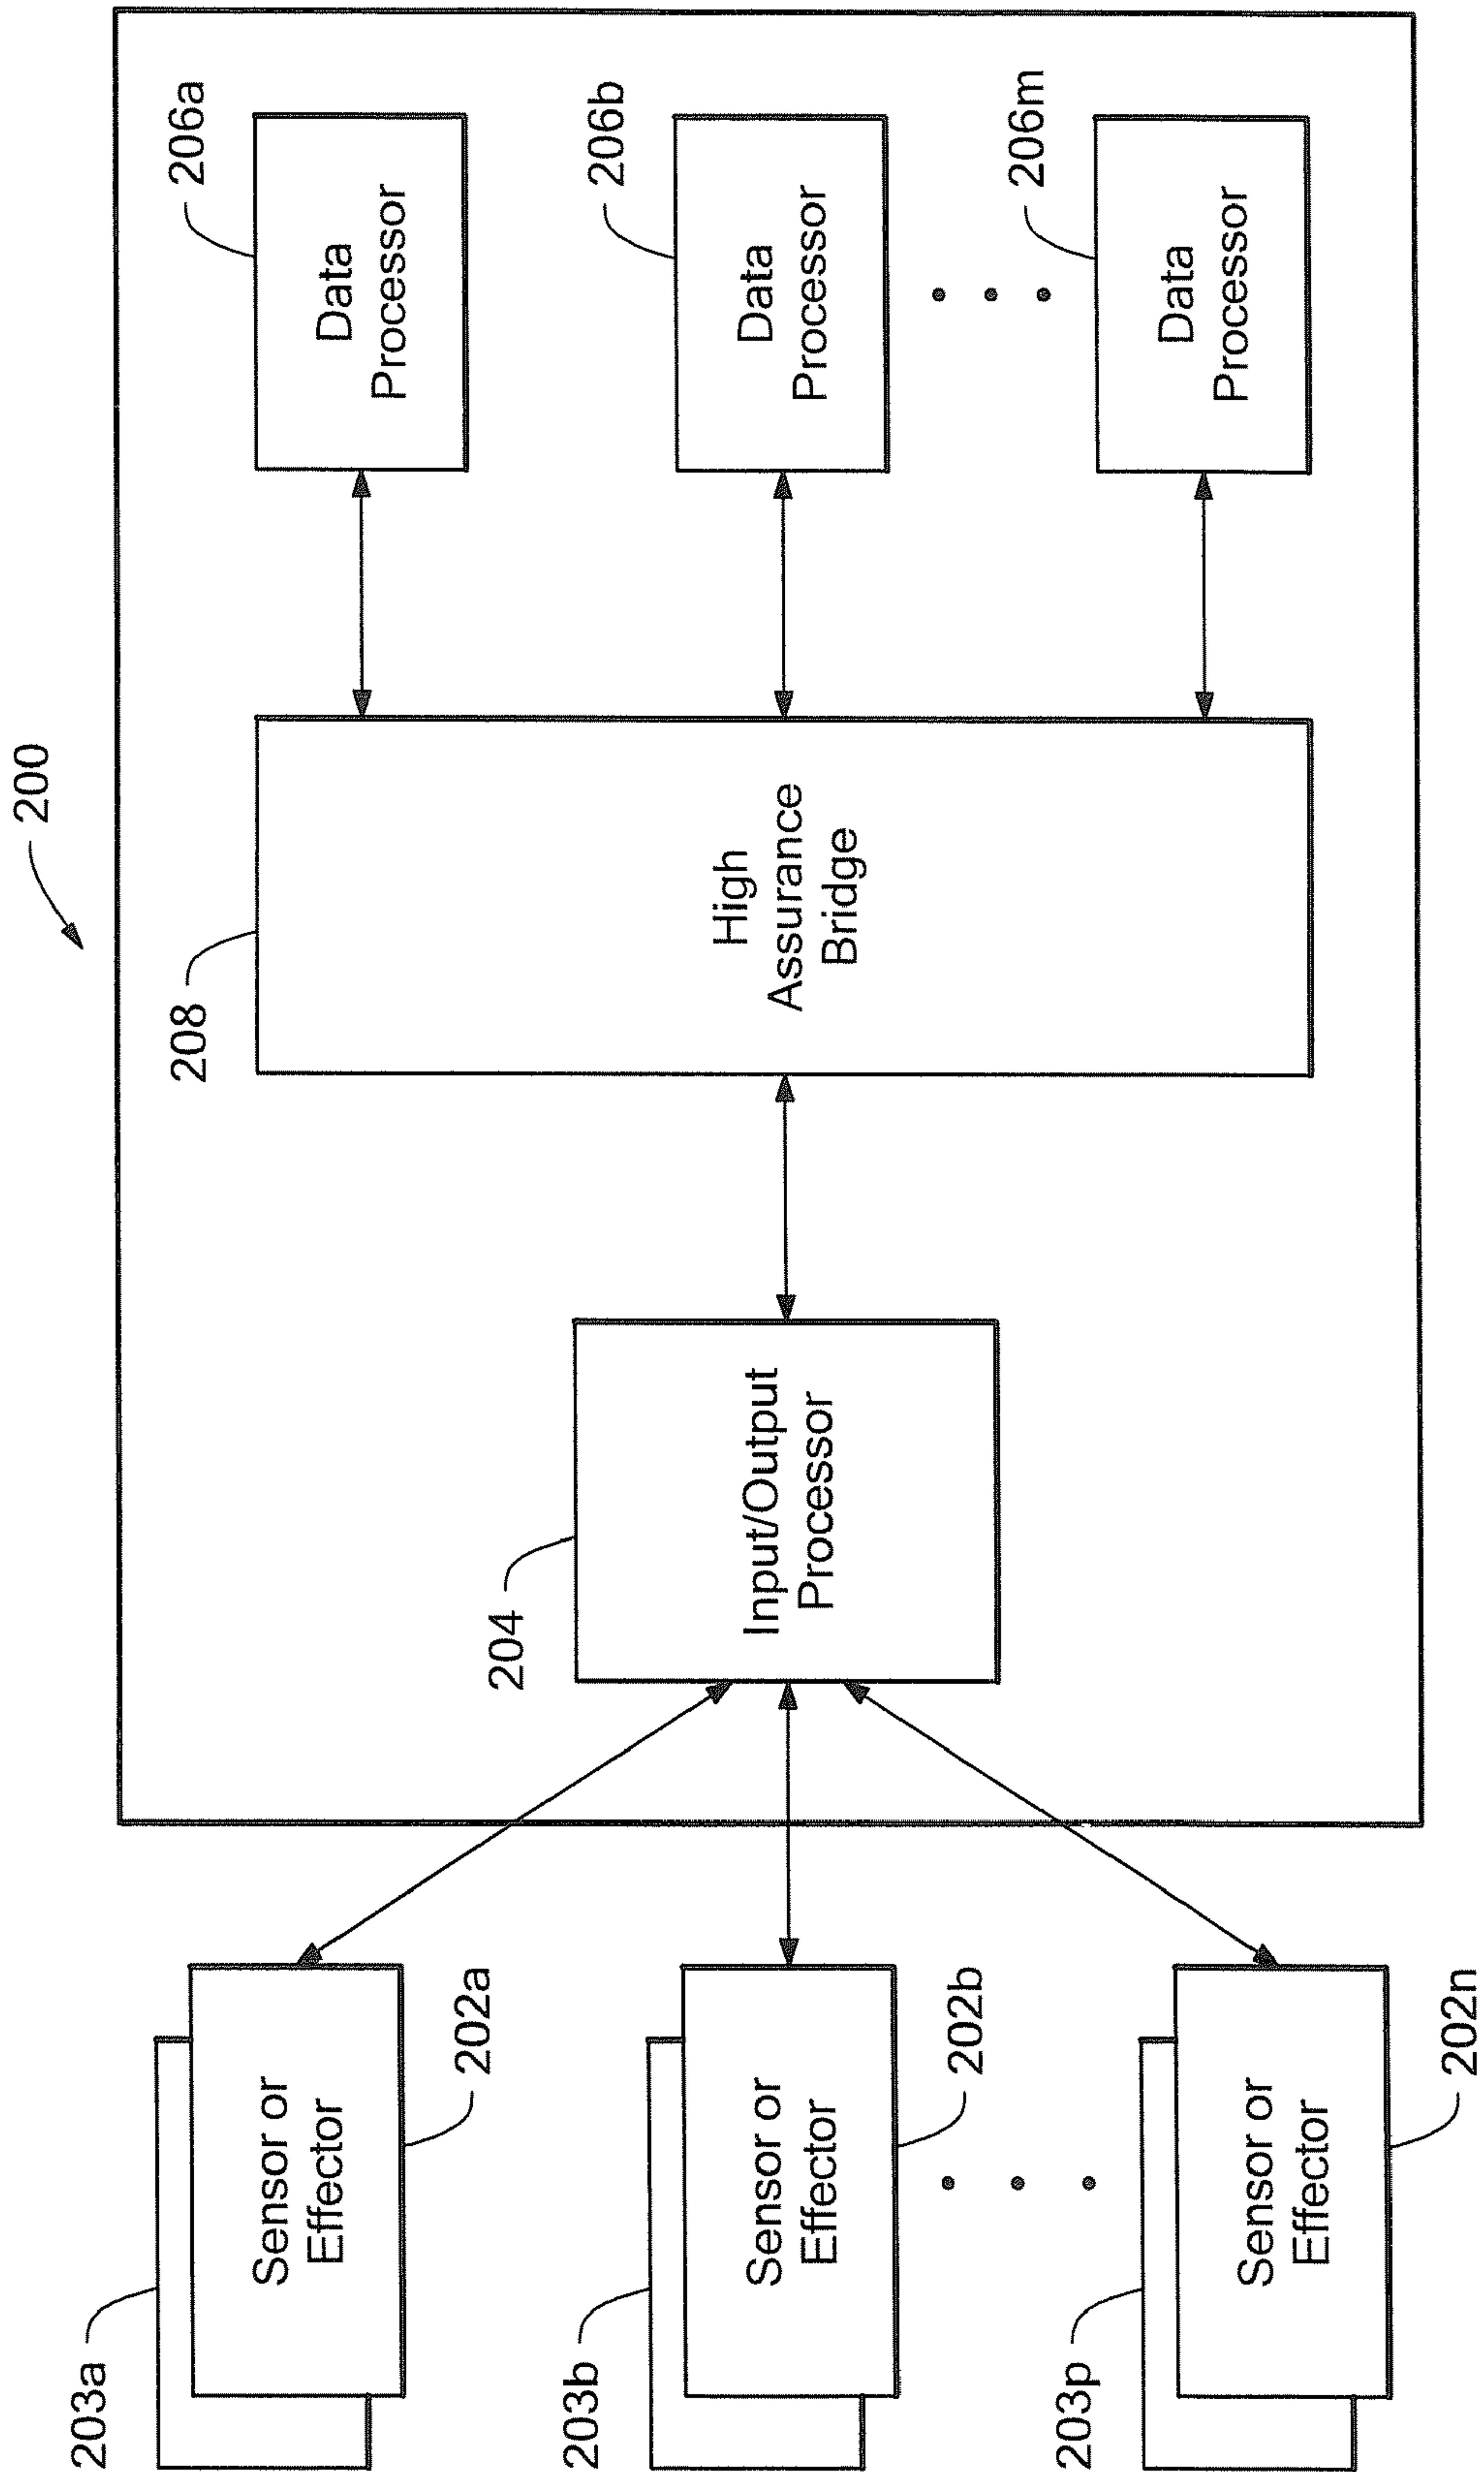 200
203a
Sensor or
Effector
202a
203b
Sensor or
Effector
202b
203p
Sensor or
Effector
202n
204
Input/Output
Processor
208
High
Assurance
Bridge
206a
Data
Processor
206b
Data
Processor
206m
Data
Processor